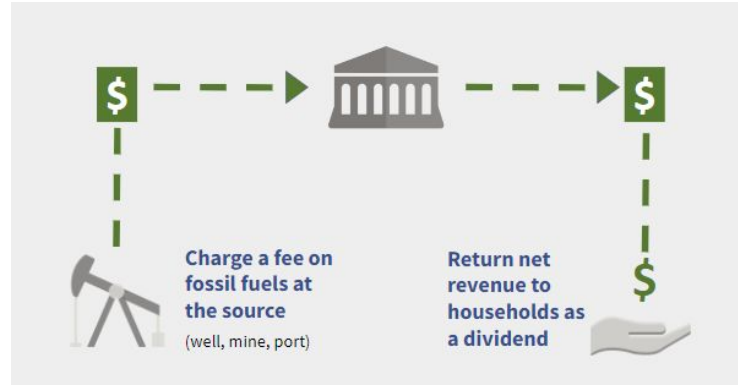 $
$
Charge a fee on
fossil fuels at
the source
(well, mine, port)
Return net
revenue to
households as
a dividend
$